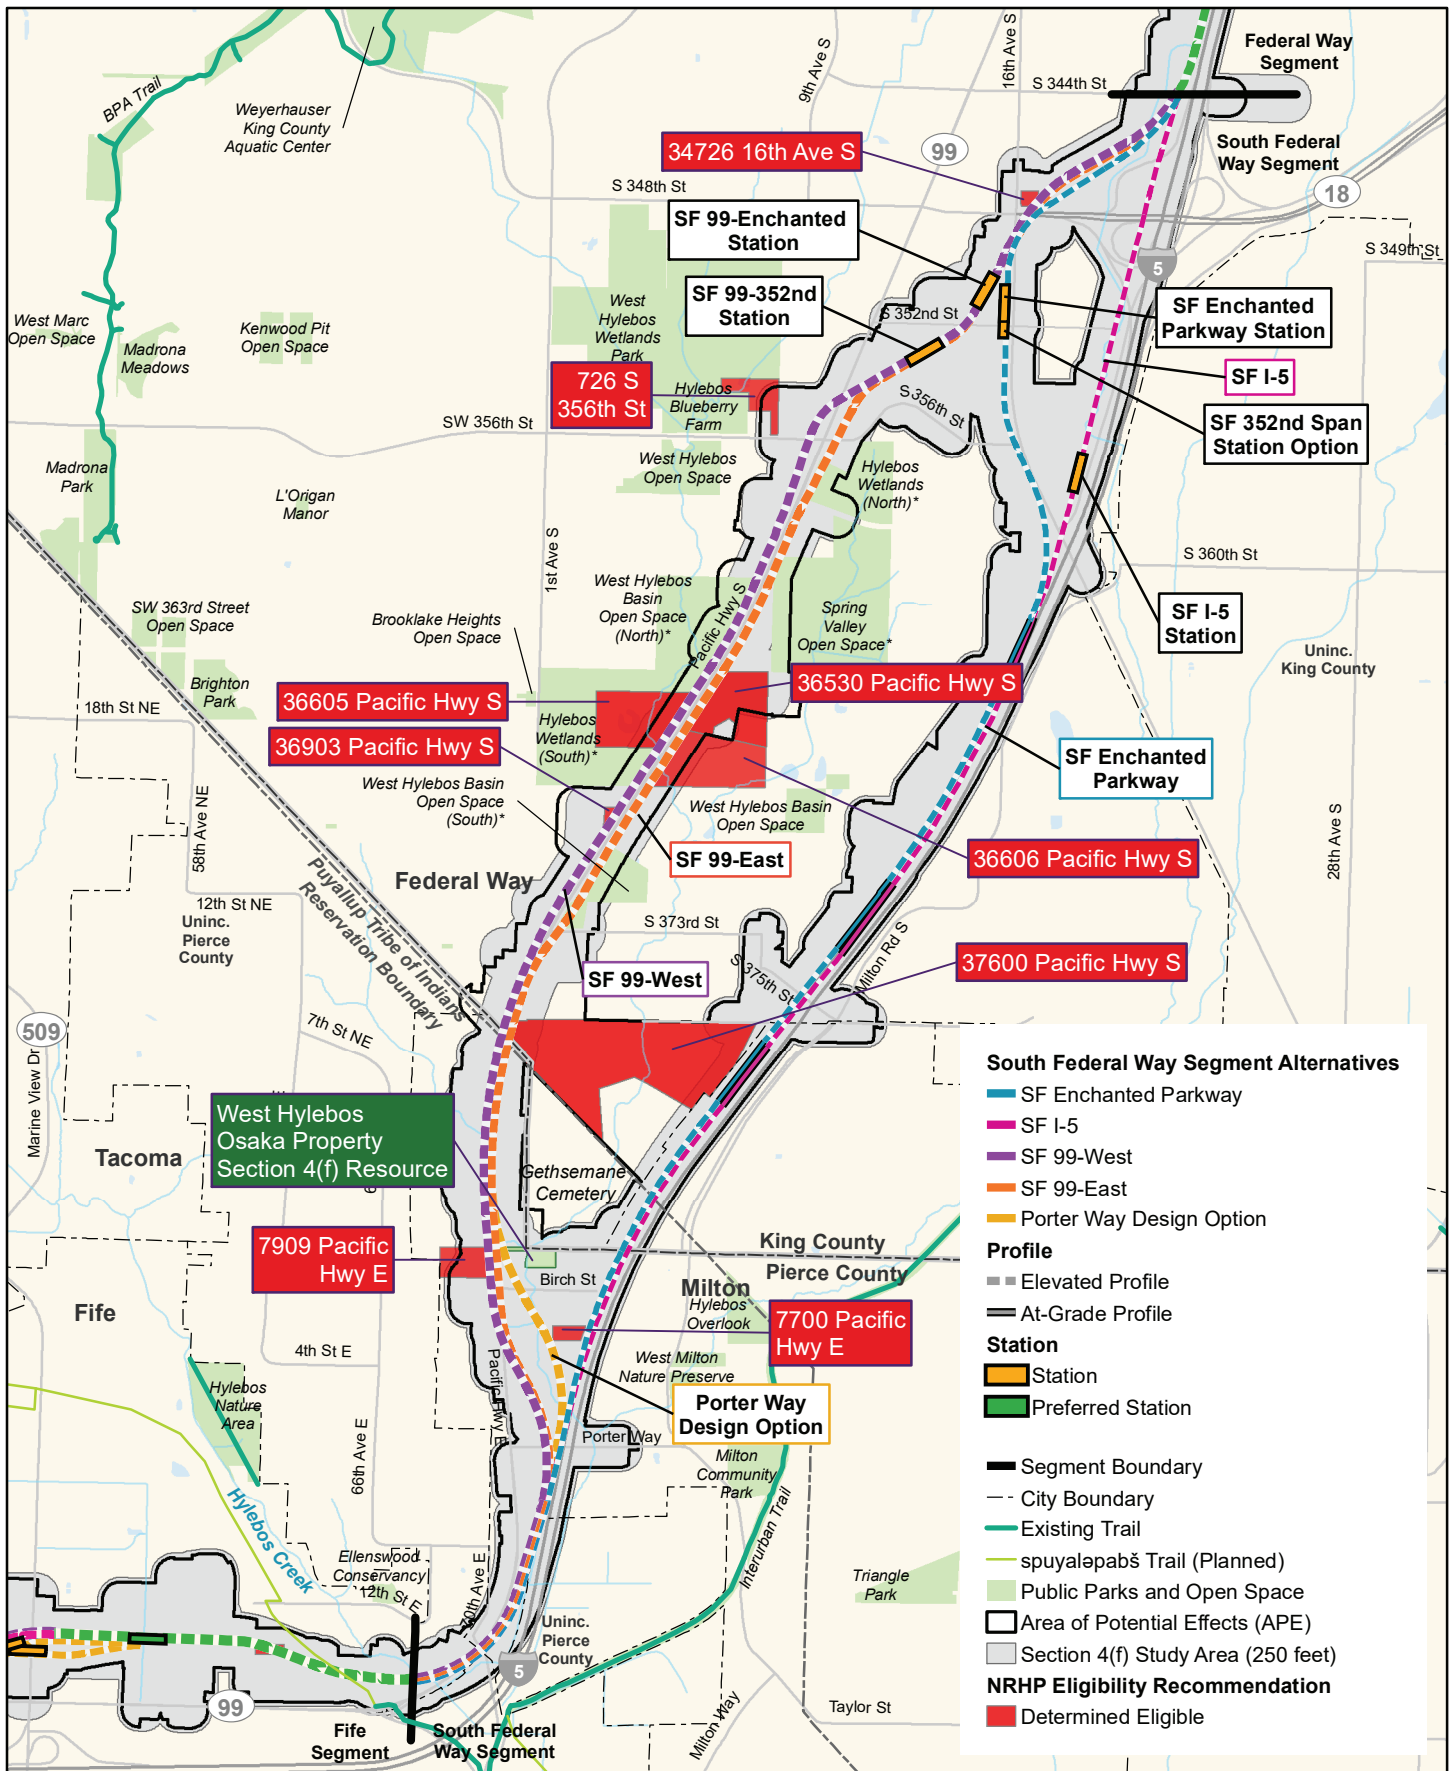 Federal Way
Segment
S 344th St
South Federal
Way Segment
BPA Trail
Weyerhauser
King County
Aquatic Center
9th Ave S
16th Ave S
34726 16th Ave S
99
18
S 348th St
S 349th St
SF 99-Enchanted
Station
5
SF 99-352nd
Station
S 352nd St
SF Enchanted
Parkway Station
West
Hylebos
Wetlands
Park
West Marc
Open Space
Madrona
Meadows
Kenwood Pit
Open Space
SF I-5
726 S
356th St
Hylebos
Blueberry
Farm
S 356th St
SF 352nd Span
Station Option
SW 356th St
West Hylebos
Open Space
Hylebos
Wetlands
(North)*
Madrona
Park
L'Origan
Manor
1st Ave S
S 360th St
West Hylebos
Basin
Open Space
(North)*
Pacific Hwy S
Spring
Valley
Open Space*
SF I-5
Station
SW 363rd Street
Open Space
Brooklake Heights
Open Space
Uninc.
King County
Brighton
Park
18th St NE
36605 Pacific Hwy S
36530 Pacific Hwy S
Hylebos
Wetlands
(South)*
36903 Pacific Hwy S
SF Enchanted
Parkway
West Hylebos Basin
Open Space
(South)*
West Hylebos Basin
Open Space
58th Ave NE
28th Ave S
SF 99-East
36606 Pacific Hwy S
Puyallup Tribe of Indians
Reservation Boundary
Federal Way
12th St NE
Uninc.
Pierce
County
S 373rd St
S 375th St
Milton Rd S
37600 Pacific Hwy S
SF 99-West
7th St NE
509
Marine View Dr
West Hylebos
Osaka Property
Section 4(f) Resource
Tacoma
Gethsemane
Cemetery
7909 Pacific
Hwy E
King County
Pierce County
Birch St
Milton
Fife
Hylebos
Overlook
7700 Pacific
Hwy E
4th St E
Pacific Hwy E
West Milton
Nature Preserve
Hylebos
Nature
Area
Porter Way
Design Option
66th Ave E
Porter Way
Milton
Community
Park
Interurban Trail
Hylebos Creek
Ellenswood
Conservancy
12th St E
70th Ave E
Triangle
Park
Uninc.
Pierce
County
5
99
Fife
Segment
South Federal
Way Segment
Milton Way
Taylor St
South Federal Way Segment Alternatives
SF Enchanted Parkway
SF I-5
SF 99-West
SF 99-East
Porter Way Design Option
Profile
Elevated Profile
At-Grade Profile
Station
Station
Preferred Station
Segment Boundary
City Boundary
Existing Trail
spuyaləpabš Trail (Planned)
Public Parks and Open Space
Area of Potential Effects (APE)
Section 4(f) Study Area (250 feet)
NRHP Eligibility Recommendation
Determined Eligible